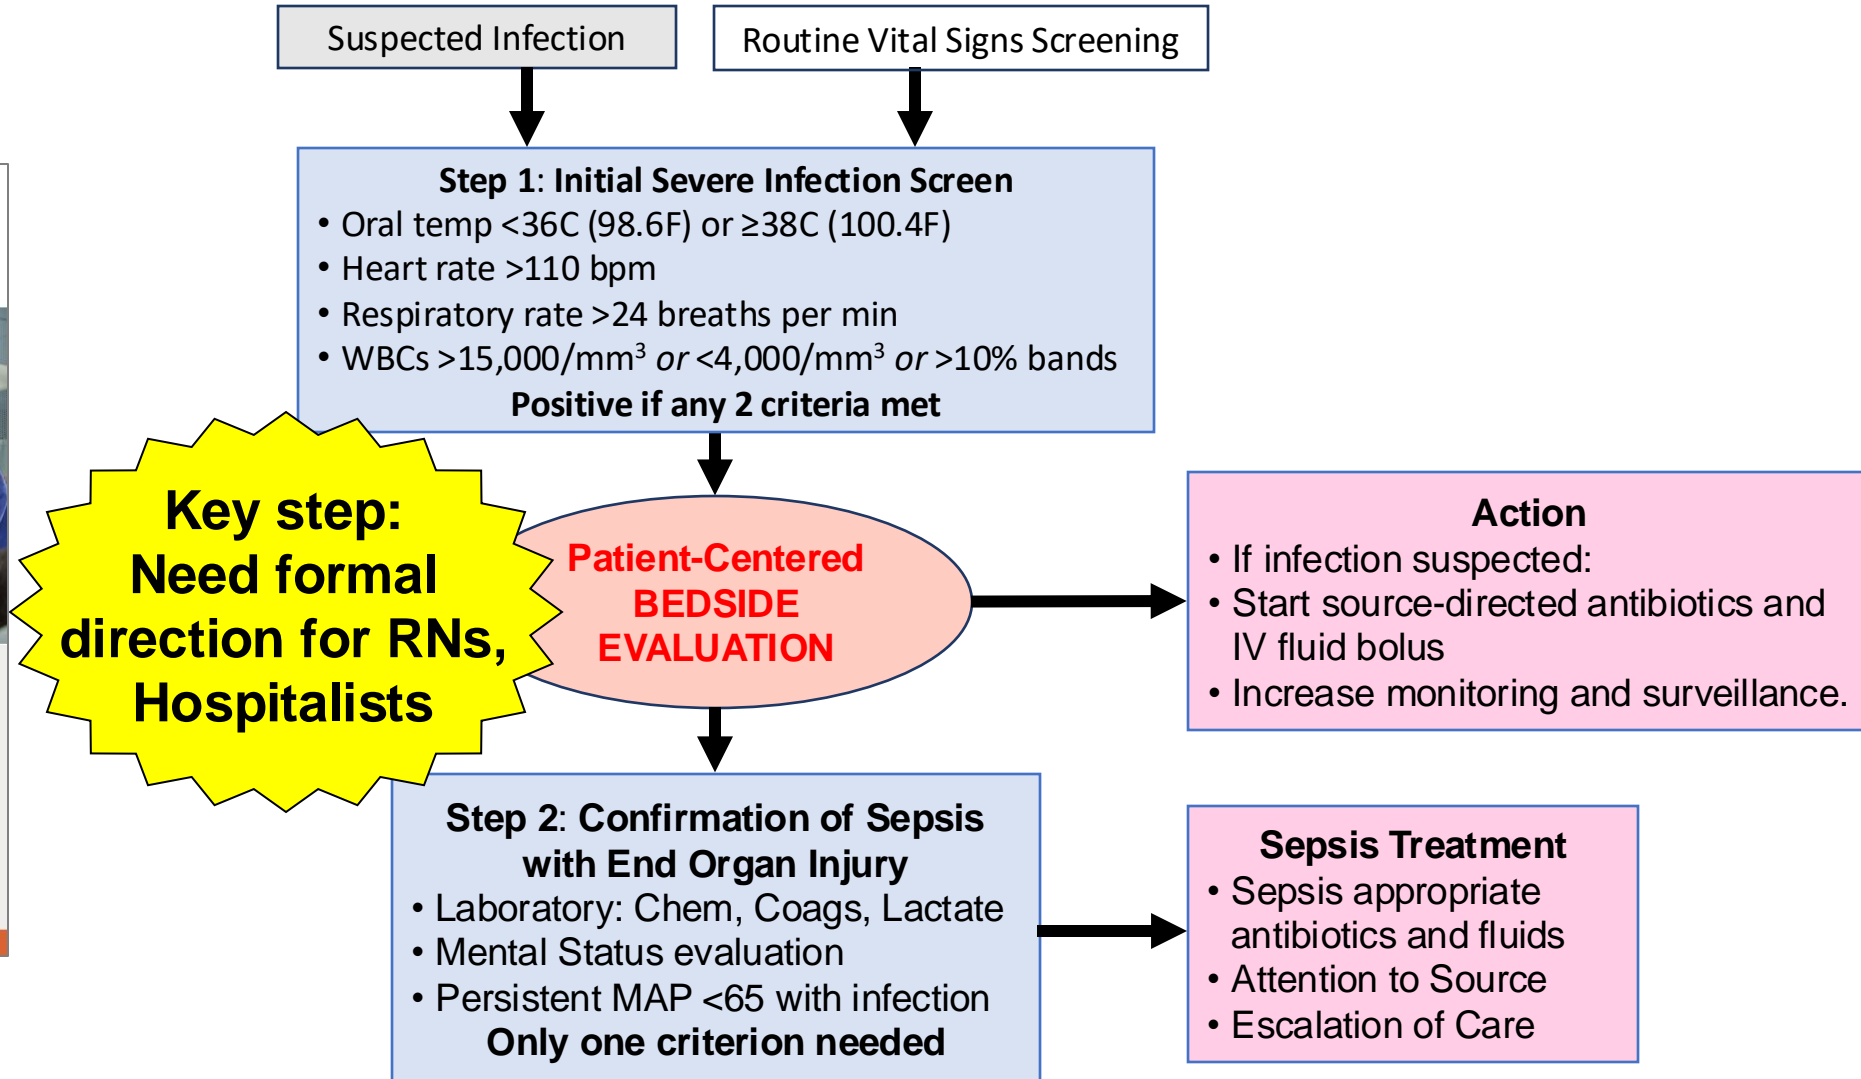 Suspected Infection
Routine Vital Signs Screening
Step 1: Initial Severe Infection Screen
• Oral temp <36C (98.6F) or ≥38C (100.4F)
• Heart rate >110 bpm
• Respiratory rate >24 breaths per min
• WBCs >15,000/mm³ or <4,000/mm³ or >10% bands
Positive if any 2 criteria met
Key step:
Need formal
direction for RNs,
Hospitalists
Patient-Centered
BEDSIDE
EVALUATION
Action
• If infection suspected:
• Start source-directed antibiotics and
IV fluid bolus
• Increase monitoring and surveillance.
Step 2: Confirmation of Sepsis
with End Organ Injury
• Laboratory: Chem, Coags, Lactate
• Mental Status evaluation
• Persistent MAP <65 with infection
Only one criterion needed
Sepsis Treatment
• Sepsis appropriate
antibiotics and fluids
• Attention to Source
• Escalation of Care